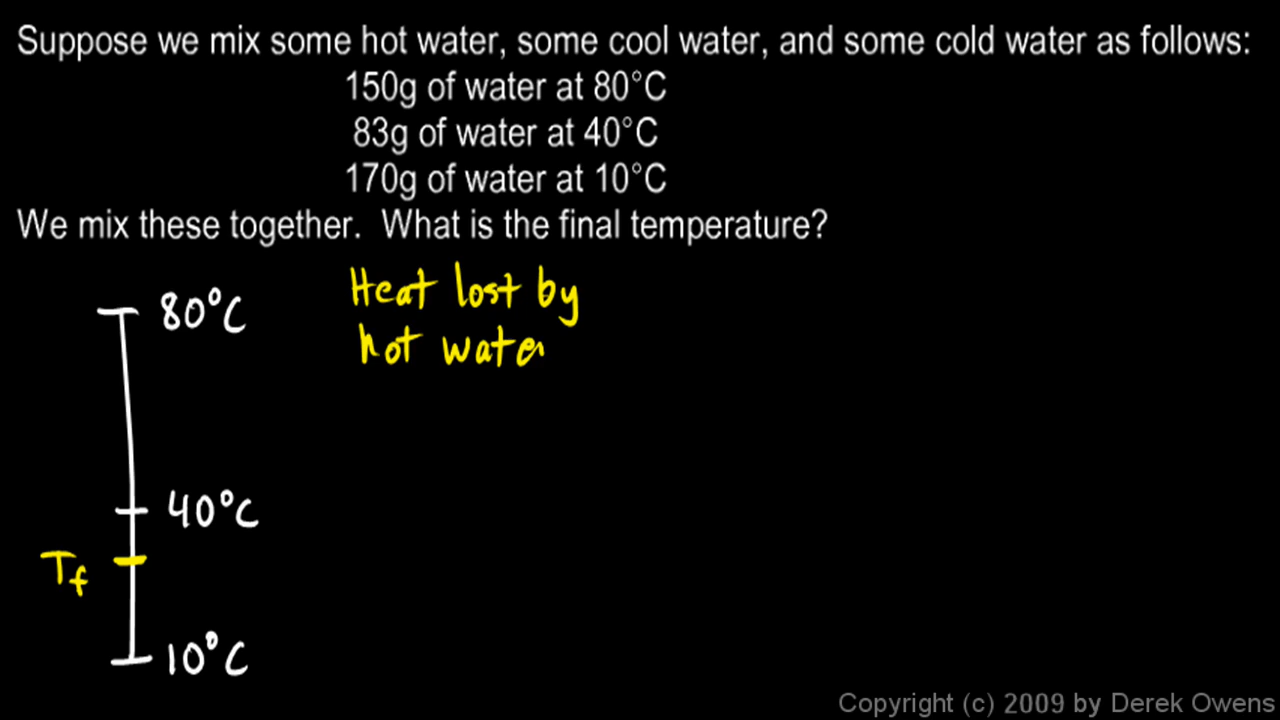 Suppose we mix some hot water, some cool water, and some cold water as follows:
150g of water at 80°C
83g of water at 40°C
170g of water at 10°C
We mix these together. What is the final temperature?
Heat lost by
hot water
80°C
40°C
Tf
10°C
Copyright (c) 2009 by Derek Owens